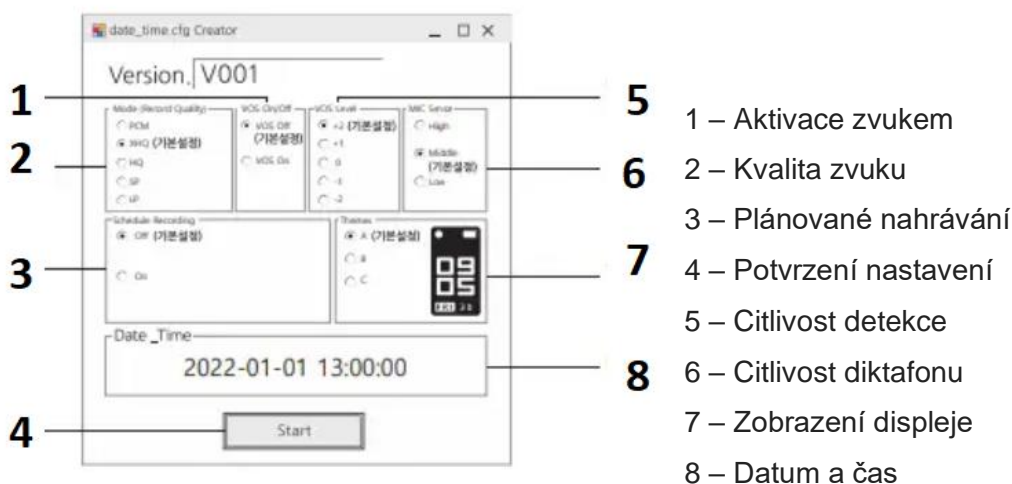 date_time.cfg Creator
Version. V001
1
2
3
4
Mode (Record Quality)
PCM
XHQ (기본설정)
HQ
SP
LP
VOS On/Off
VOS Off
(기본설정)
VOS On
VOS Level
+2 (기본설정)
+1
0
-1
-2
MIC Sensor
High
Middle
(기본설정)
Low
Schedule Recording
Off (기본설정)
On
Themes
A (기본설정)
B
C
09
05
Date _Time
2022-01-01 13:00:00
Start
5
6
7
8
1 – Aktivace zvukem
2 – Kvalita zvuku
3 – Plánované nahrávání
4 – Potvrzení nastavení
5 – Citlivost detekce
6 – Citlivost diktafonu
7 – Zobrazení displeje
8 – Datum a čas